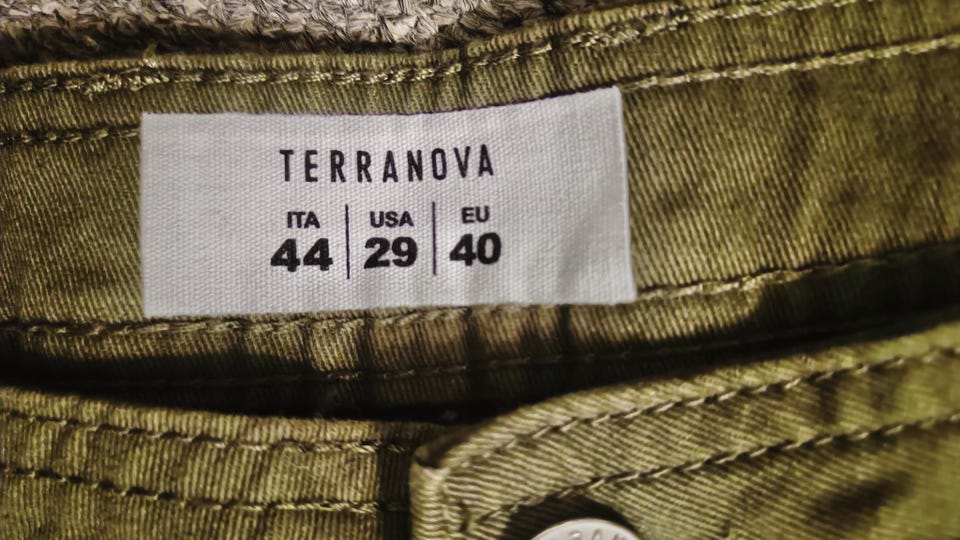 TERRANOVA
ITA | USA | EU
44 | 29 | 40